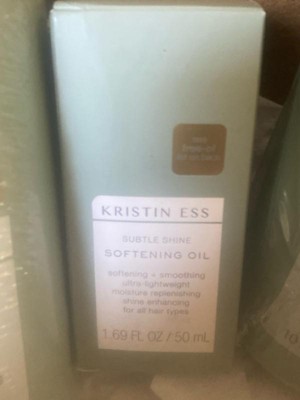 KRISTIN ESS
SUBTLE SHINE
SOFTENING OIL
softening + smoothing
ultra-lightweight
moisture replenishing
shine enhancing
for all hair types
1.69 FL OZ / 50 mL